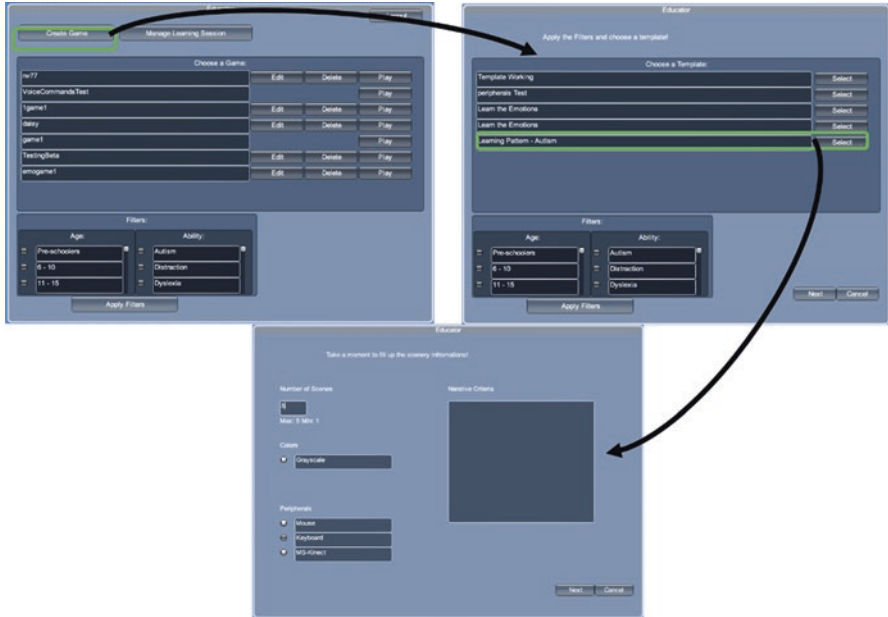 Educator
Create Game Manage Learning Session
Choose a Game:
nv77 Edit Delete Play
VoiceCommandsTest Play
1game1 Edit Delete Play
daisy Edit Delete Play
game1 Play
TestingBeta Edit Delete Play
emogame1 Edit Delete Play
Filters:
Age: Ability:
Pre-schoolers Autism
6 - 10 Distraction
11 - 15 Dyslexia
Apply Filters
Educator
Apply the Filters and choose a template!
Choose a Template:
Template Working Select
peripherals Test Select
Learn the Emotions Select
Learn the Emotions Select
Learning Pattern - Autism Select
Filters:
Age: Ability:
Pre-schoolers Autism
6 - 10 Distraction
11 - 15 Dyslexia
Apply Filters
Next Cancel
Educator
Take a moment to fill up the scenery informations!
Number of Scenes
5
Max: 5 Min: 1
Colors
Grayscale
Peripherals
Mouse
Keyboard
MS-Kinect
Criteria
Next Cancel